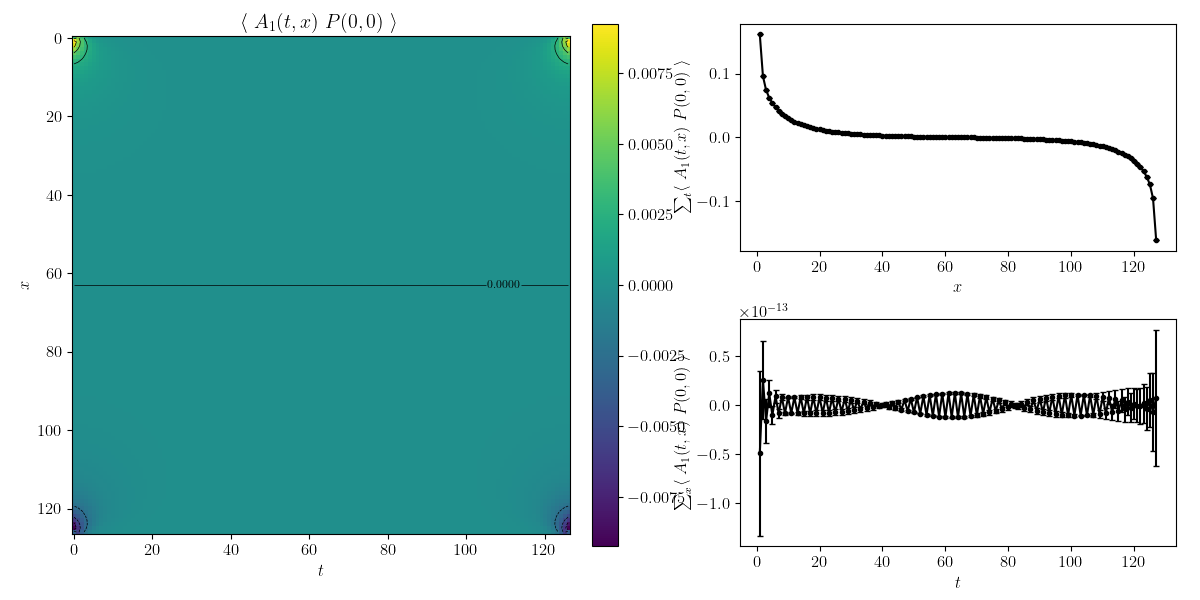 ⟨ A₁(t, x) P(0, 0) ⟩
0
20
40
60
80
100
120
x
0.0000
0 20 40 60 80 100 120
t
0.0075
0.0050
0.0025
0.0000
−0.0025
−0.0050
−0.0075
∑ₜ⟨ A₁(t, x) P(0, 0) ⟩
0.1
0.0
−0.1
0 20 40 60 80 100 120
x
×10⁻¹³
∑ₓ⟨ A₁(t, x) P(0, 0) ⟩
0.5
0.0
−0.5
−1.0
0 20 40 60 80 100 120
t